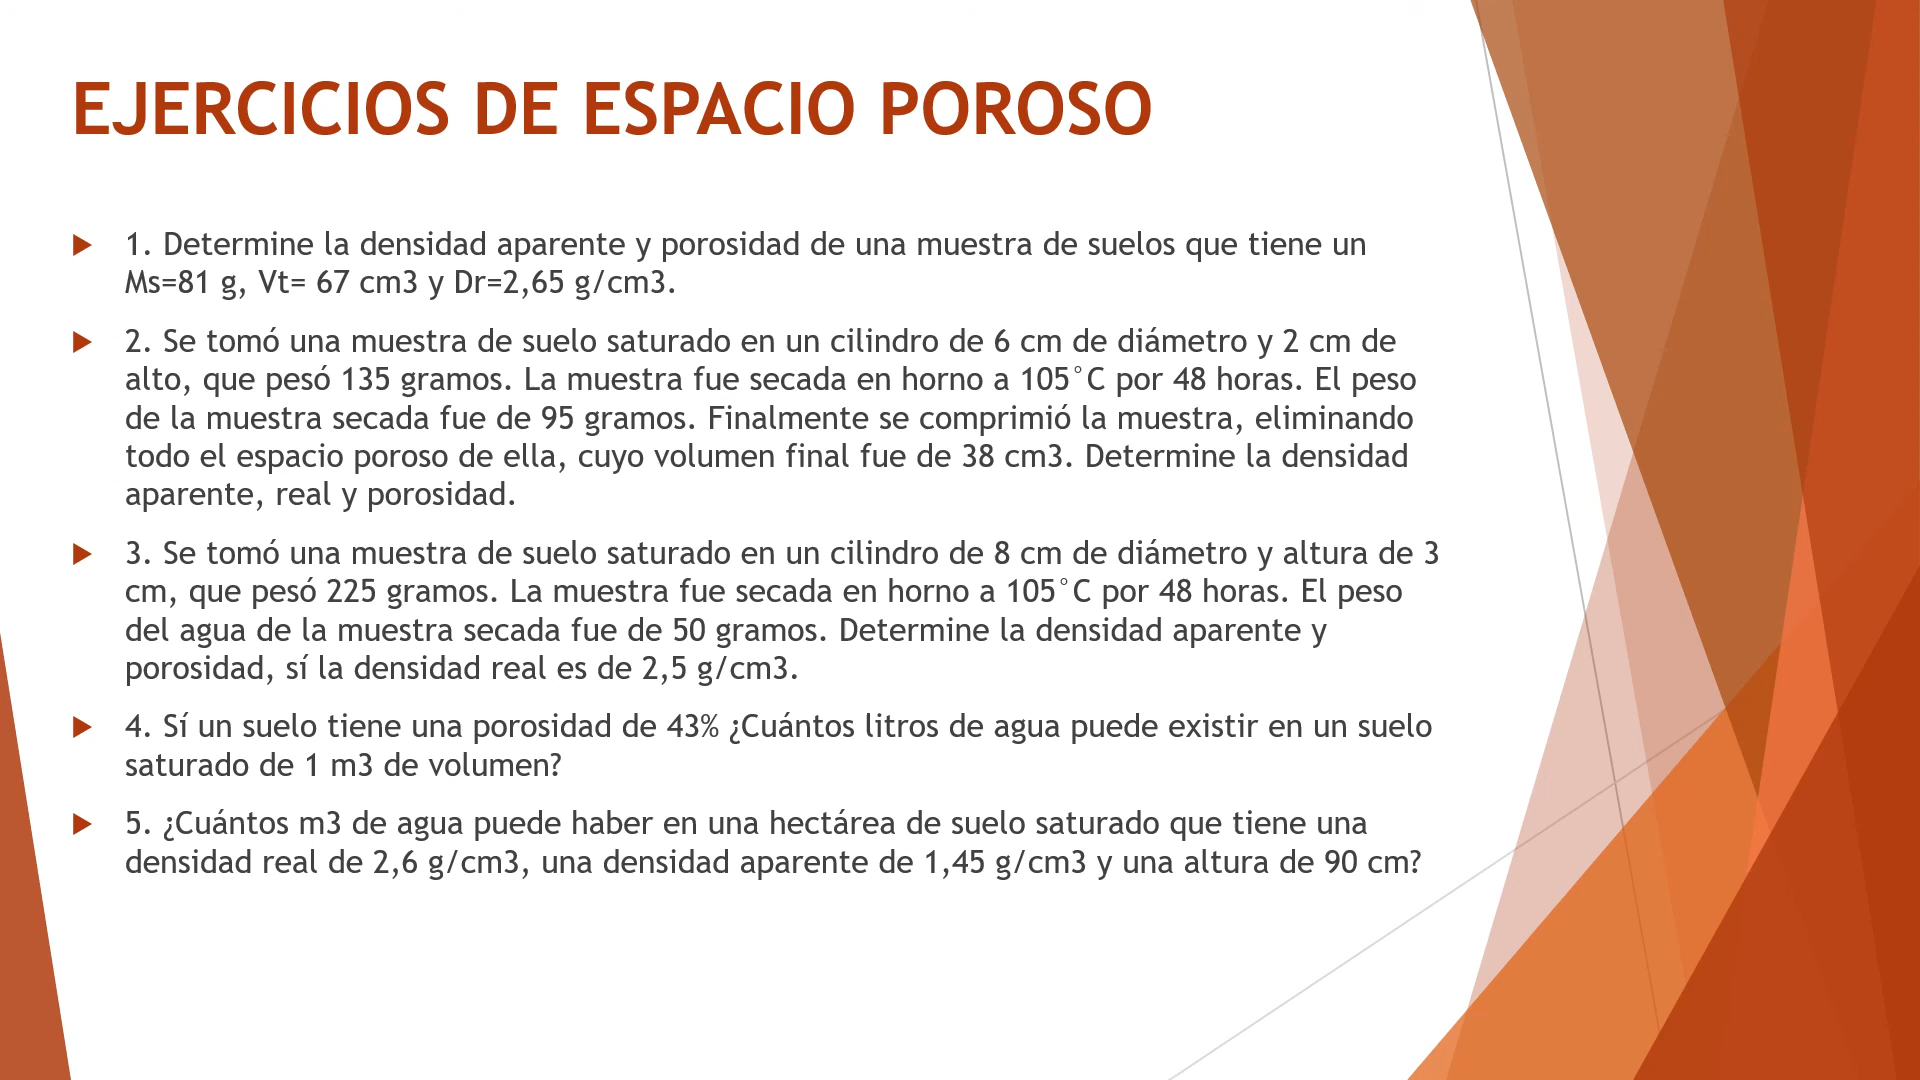 EJERCICIOS DE ESPACIO POROSO
1. Determine la densidad aparente y porosidad de una muestra de suelos que tiene un
Ms=81 g, Vt= 67 cm3 y Dr=2,65 g/cm3.
2. Se tomó una muestra de suelo saturado en un cilindro de 6 cm de diámetro y 2 cm de
alto, que pesó 135 gramos. La muestra fue secada en horno a 105°C por 48 horas. El peso
de la muestra secada fue de 95 gramos. Finalmente se comprimió la muestra, eliminando
todo el espacio poroso de ella, cuyo volumen final fue de 38 cm3. Determine la densidad
aparente, real y porosidad.
3. Se tomó una muestra de suelo saturado en un cilindro de 8 cm de diámetro y altura de 3
cm, que pesó 225 gramos. La muestra fue secada en horno a 105°C por 48 horas. El peso
del agua de la muestra secada fue de 50 gramos. Determine la densidad aparente y
porosidad, sí la densidad real es de 2,5 g/cm3.
4. Sí un suelo tiene una porosidad de 43% ¿Cuántos litros de agua puede existir en un suelo
saturado de 1 m3 de volumen?
5. ¿Cuántos m3 de agua puede haber en una hectárea de suelo saturado que tiene una
densidad real de 2,6 g/cm3, una densidad aparente de 1,45 g/cm3 y una altura de 90 cm?